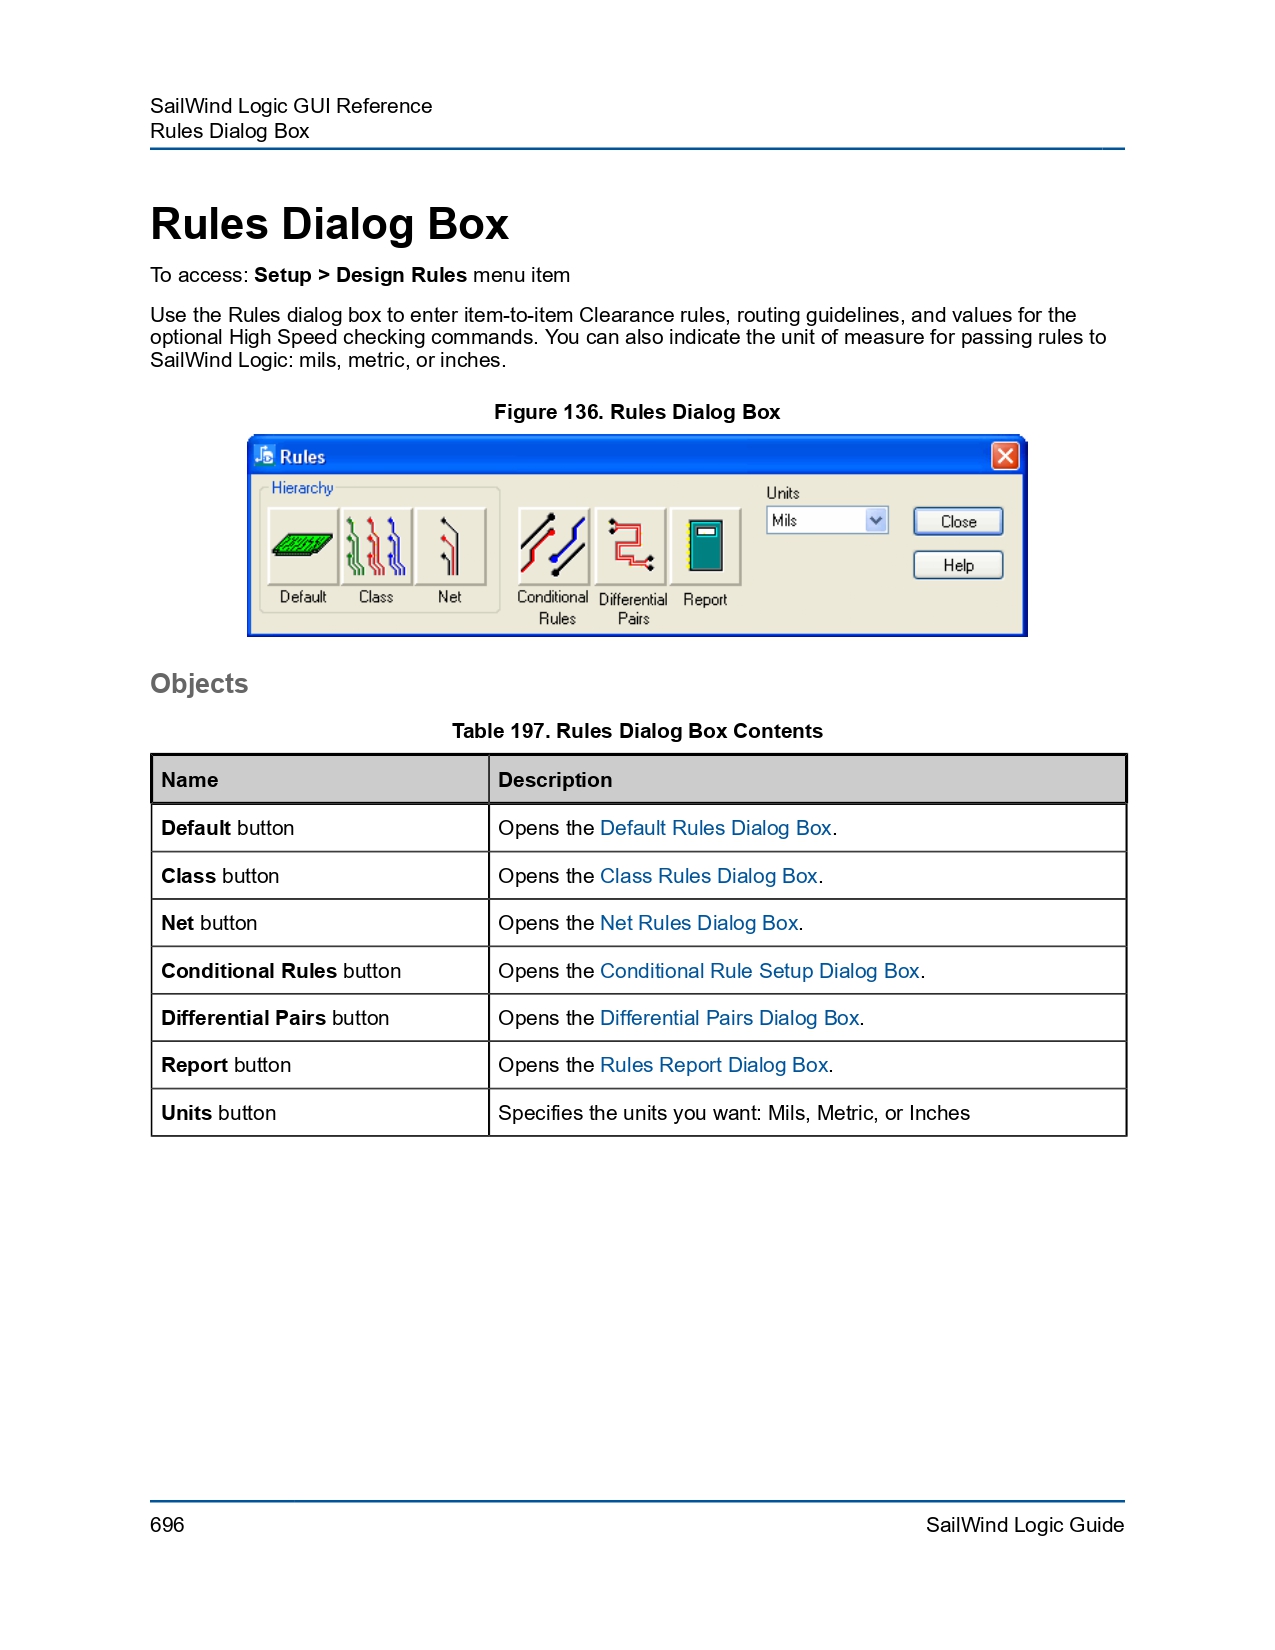 SailWind Logic GUI Reference
Rules Dialog Box
Rules Dialog Box
To access: Setup > Design Rules menu item
Use the Rules dialog box to enter item-to-item Clearance rules, routing guidelines, and values for the
optional High Speed checking commands. You can also indicate the unit of measure for passing rules to
SailWind Logic: mils, metric, or inches.
Figure 136. Rules Dialog Box
Rules
Hierarchy
Default
Class
Net
Conditional
Rules
Differential
Pairs
Report
Units
Mils
Close
Help
Objects
Table 197. Rules Dialog Box Contents
Name Description
Default button Opens the Default Rules Dialog Box.
Class button Opens the Class Rules Dialog Box.
Net button Opens the Net Rules Dialog Box.
Conditional Rules button Opens the Conditional Rule Setup Dialog Box.
Differential Pairs button Opens the Differential Pairs Dialog Box.
Report button Opens the Rules Report Dialog Box.
Units button Specifies the units you want: Mils, Metric, or Inches
696 SailWind Logic Guide